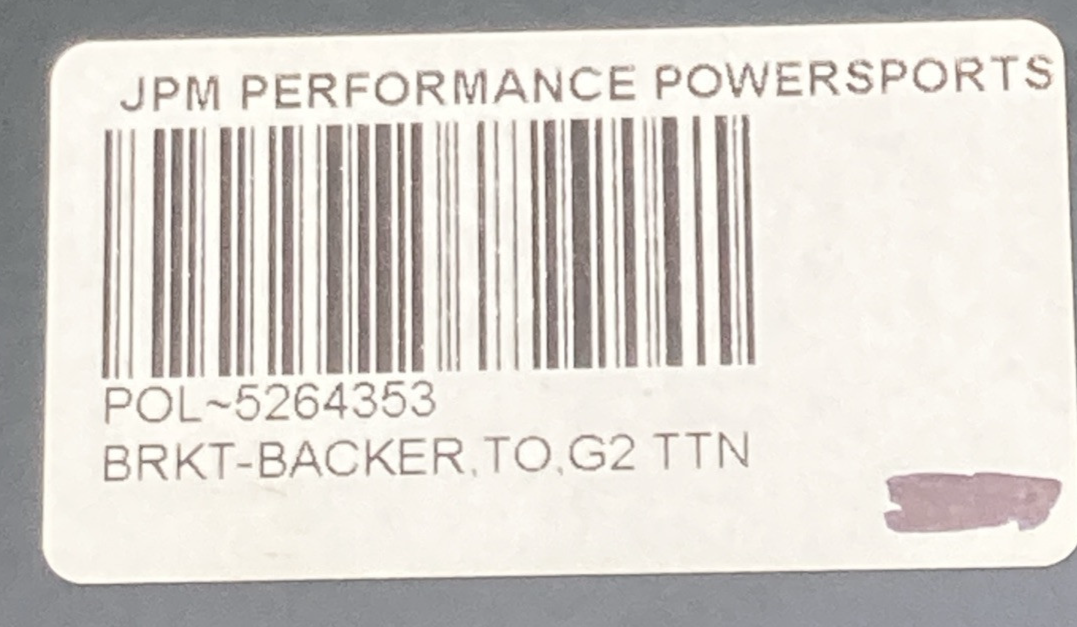 JPM PERFORMANCE POWERSPORTS
POL~5264353
BRKT-BACKER,TO,G2 TTN